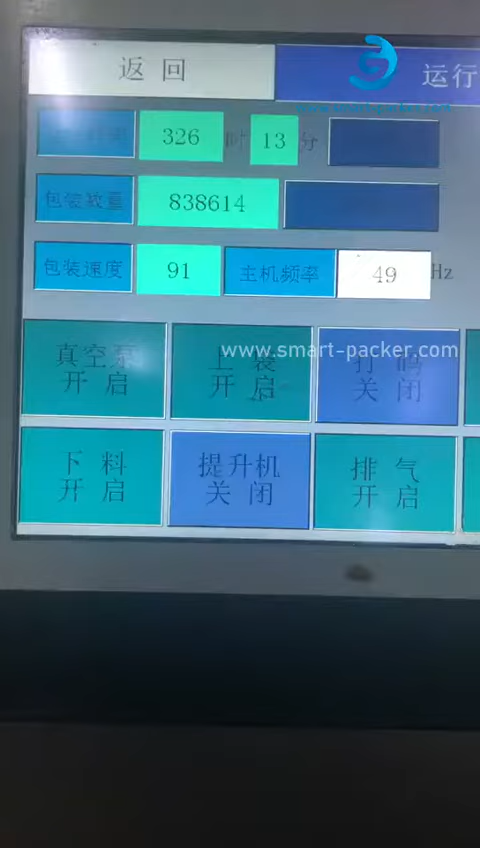 返 回
运行
326 时 13 分
包装数量 838614
包装速度 91 主机频率 49 Hz
www.smart-packer.com
真空泵
开 启
上 袋
开 启
打 码
关 闭
下 料
开 启
提升机
关 闭
排 气
开 启